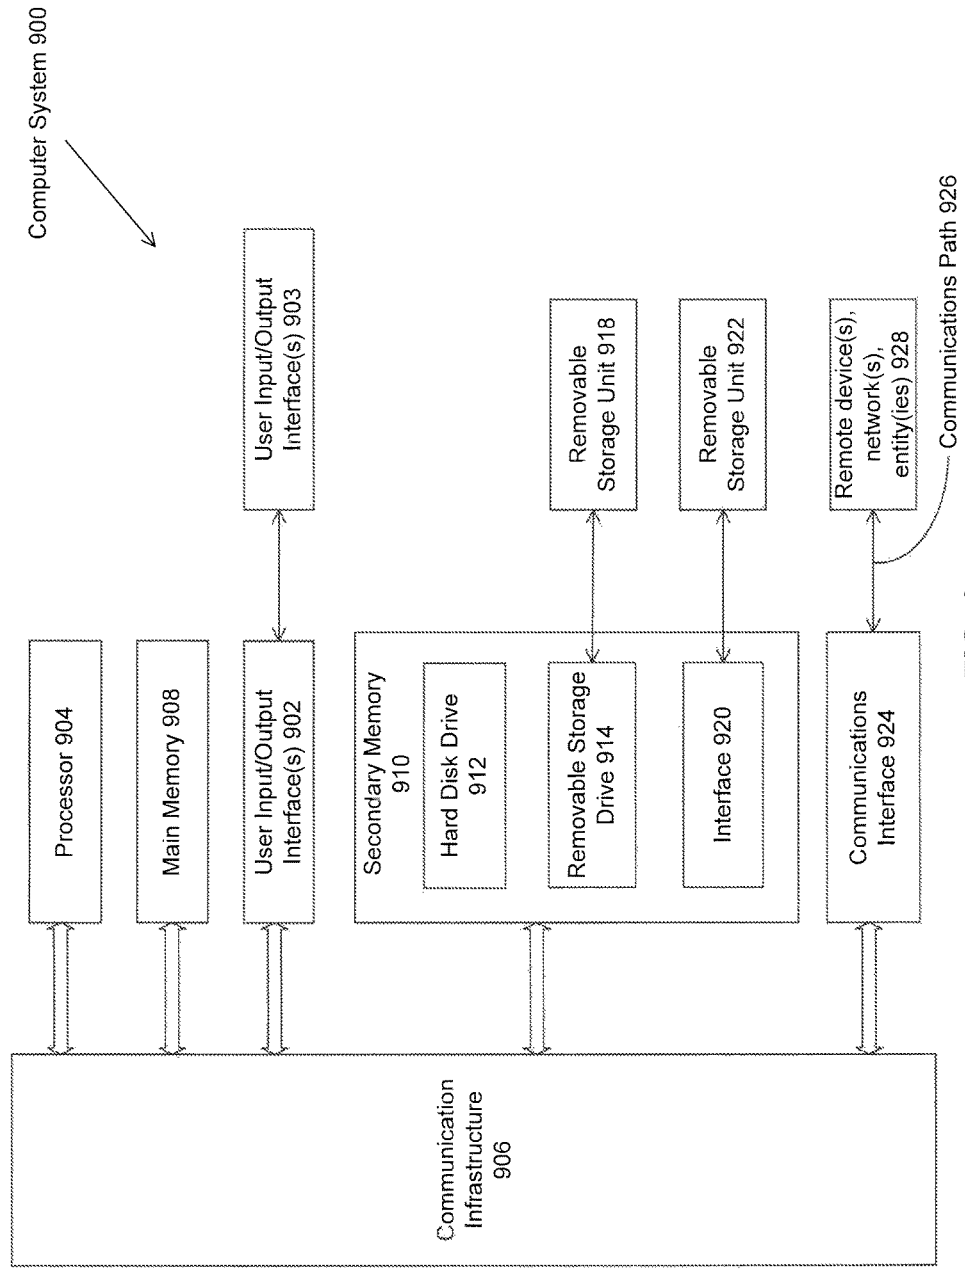 Computer System 900
Processor 904
Main Memory 908
User Input/Output
Interface(s) 902
User Input/Output
Interface(s) 903
Secondary Memory
910
Hard Disk Drive
912
Removable Storage
Drive 914
Removable
Storage Unit 918
Interface 920
Removable
Storage Unit 922
Communications
Interface 924
Remote device(s),
network(s),
entity(ies) 928
Communications Path 926
Communication
Infrastructure
906